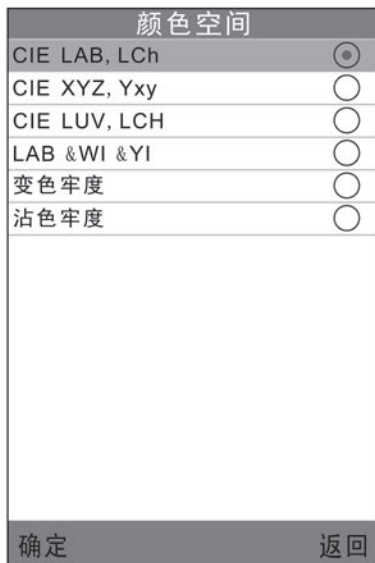 颜色空间
CIE LAB, LCh
CIE XYZ, Yxy
CIE LUV, LCH
LAB &WI &YI
变色牢度
沾色牢度
确定 返回